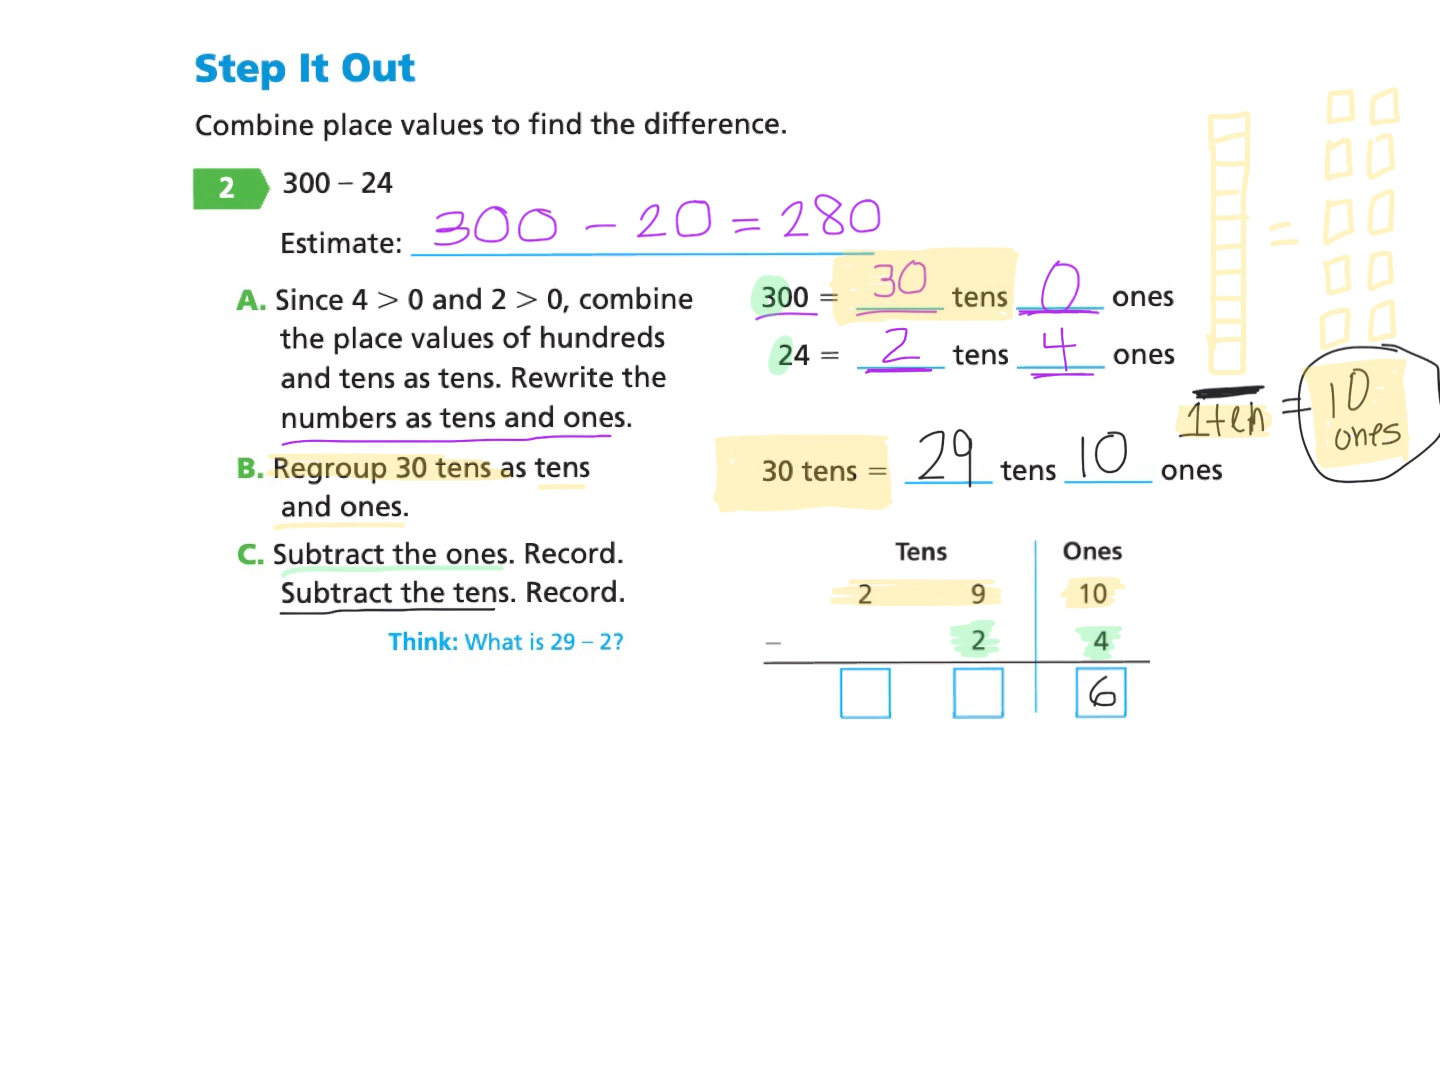 Step It Out
Combine place values to find the difference.
2 300 – 24
Estimate: 300 - 20 = 280
A. Since 4 > 0 and 2 > 0, combine
the place values of hundreds
and tens as tens. Rewrite the
numbers as tens and ones.
300 = 30 tens 0 ones
24 = 2 tens 4 ones
1 ten = 10 ones
B. Regroup 30 tens as tens
and ones.
30 tens = 29 tens 10 ones
C. Subtract the ones. Record.
Subtract the tens. Record.
Think: What is 29 – 2?
Tens Ones
2 9 10
– 2 4
6